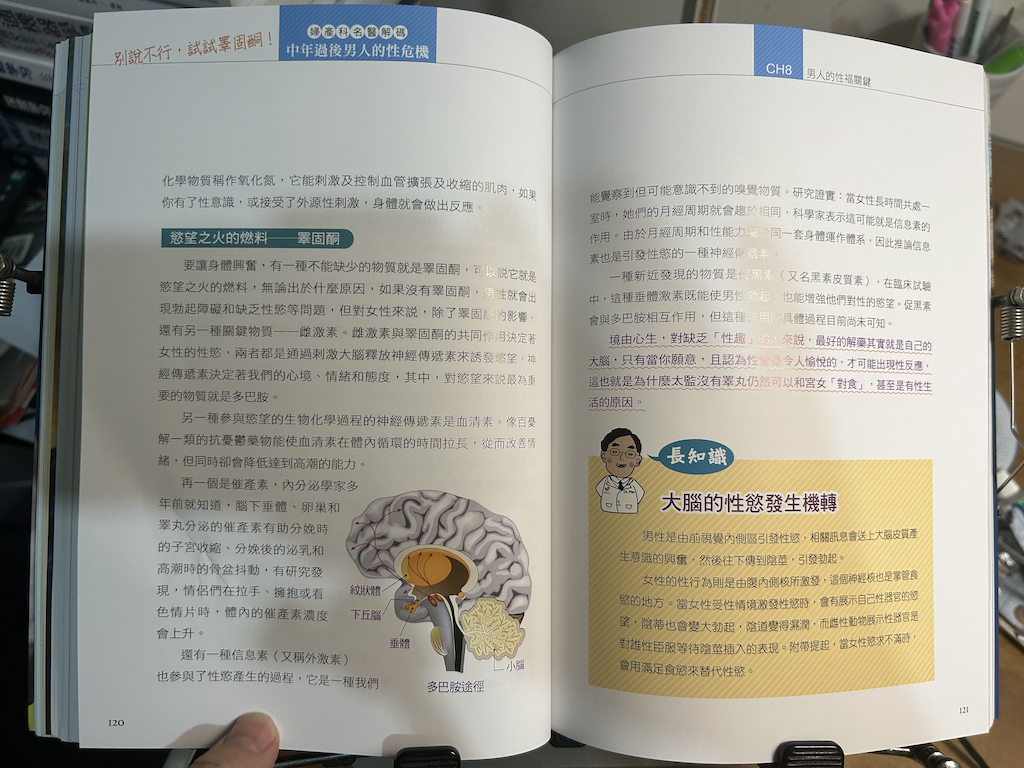 別說不行，試試睪固酮！
婦產科名醫解碼
中年過後男人的性危機
化學物質稱作氧化氮，它能刺激及控制血管擴張及收縮的肌肉，如果
你有了性意識，或接受了外源性刺激，身體就會做出反應。
慾望之火的燃料——睪固酮
要讓身體興奮，有一種不能缺少的物質就是睪固酮，可以說它就是
慾望之火的燃料，無論出於什麼原因，如果沒有睪固酮，男性就會出
現勃起障礙和缺乏性慾等問題，但對女性來說，除了睪固酮的影響，
還有另一種關鍵物質——雌激素。雌激素與睪固酮的共同作用決定著
女性的性慾，兩者都是通過刺激大腦釋放神經傳遞素來誘發慾望。神
經傳遞素決定著我們的心境、情緒和態度，其中，對慾望來說最為重
要的物質就是多巴胺。
另一種參與慾望的生物化學過程的神經傳遞素是血清素。像百憂
解一類的抗憂鬱藥物能使血清素在體內循環的時間拉長，從而改善情
緒，但同時卻會降低達到高潮的能力。
再一個是催產素，內分泌學家多
年前就知道，腦下垂體、卵巢和
睪丸分泌的催產素有助分娩時
的子宮收縮、分娩後的泌乳和
高潮時的骨盆抖動，有研究發
現，情侶們在拉手、擁抱或看
色情片時，體內的催產素濃度
會上升。
還有一種信息素（又稱外激素）
也參與了性慾產生的過程，它是一種我們
紋狀體
下丘腦
垂體
小腦
多巴胺途徑
120
CH8
男人的性福關鍵
能覺察到但可能意識不到的嗅覺物質。研究證實：當女性長時間共處一
室時，她們的月經周期就會趨於相同，科學家表示這可能就是信息素的
作用。由於月經周期和性能力屬於同一套身體運作體系，因此推論信息
素也是引發性慾的一種神經傳遞素。
一種新近發現的物質是促黑素（又名黑素皮質素），在臨床試驗
中，這種垂體激素既能使男性勃起、也能增強他們對性的慾望。促黑素
會與多巴胺相互作用，但這種作用的具體過程目前尚未可知。
境由心生，對缺乏「性趣」的人來說，最好的解藥其實就是自己的
大腦，只有當你願意，且認為性愛是令人愉悅的，才可能出現性反應，
這也就是為什麼太監沒有睪丸仍然可以和宮女「對食」，甚至是有性生
活的原因。
長知識
大腦的性慾發生機轉
男性是由前視覺內側區引發性慾，相關訊息會送上大腦皮質產
生意識的興奮，然後往下傳到陰莖，引發勃起。
女性的性行為則是由腹內側核所激發，這個神經核也是掌管食
慾的地方。當女性受性情境激發性慾時，會有展示自己性器官的慾
望，陰蒂也會變大勃起，陰道變得濕潤，而雌性動物展示性器官是
對雄性臣服等待陰莖插入的表現。附帶提起，當女性慾求不滿時，
會用滿足食慾來替代性慾。
121